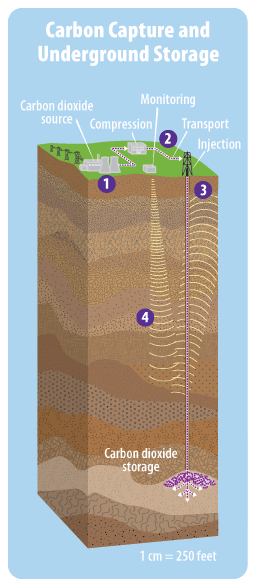 Carbon Capture and
Underground Storage
Monitoring
Carbon dioxide
source
Compression
Transport
Injection
2
1
3
4
Carbon dioxide
storage
1 cm = 250 feet